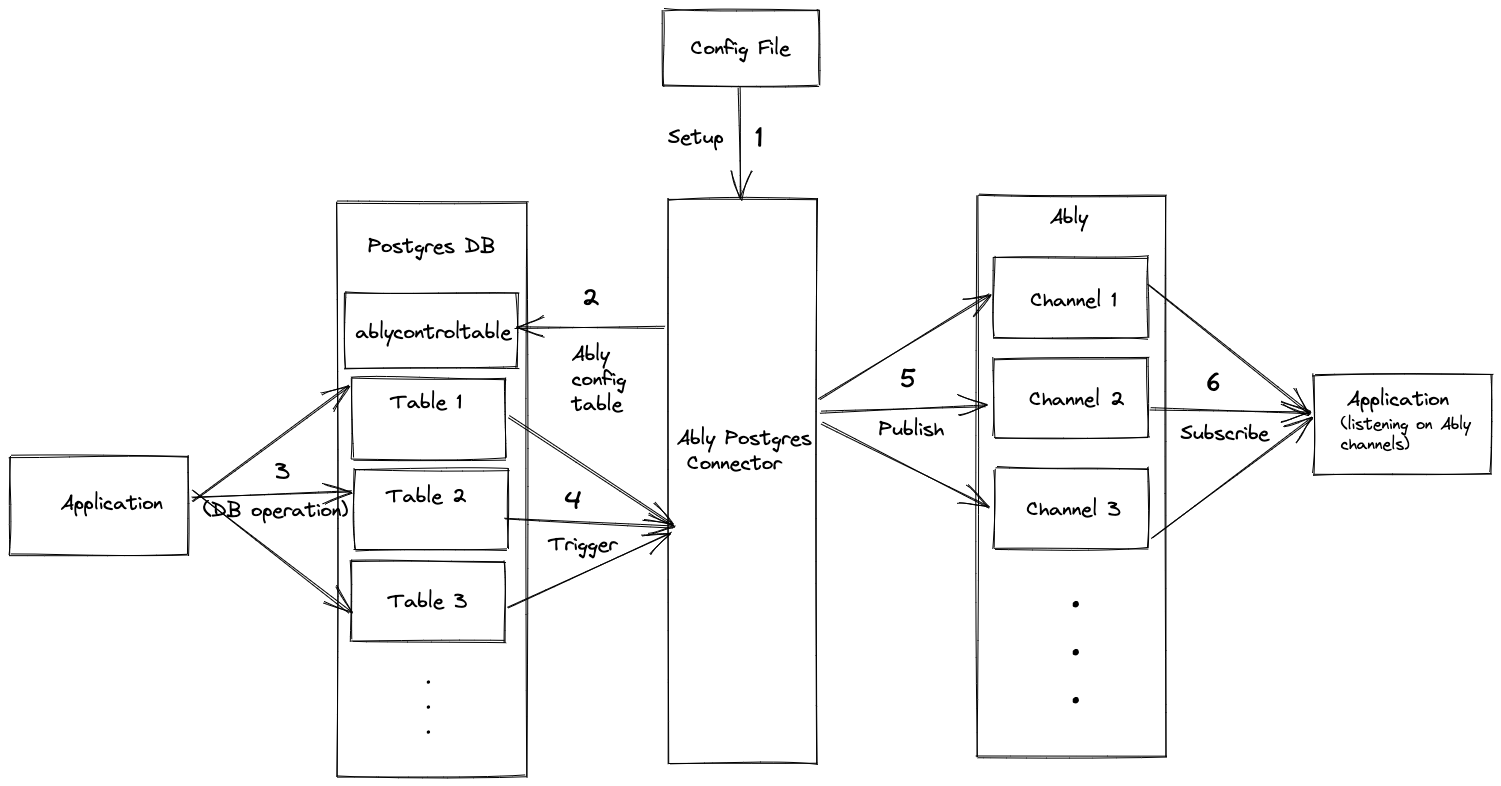 Config File
Setup
1
Postgres DB
ablycontroltable
Table 1
Table 2
Table 3
2
Ably
config
table
Application
3
(DB operation)
4
Trigger
Ably Postgres
Connector
5
Publish
Ably
Channel 1
Channel 2
Channel 3
6
Subscribe
Application
(listening on Ably
channels)